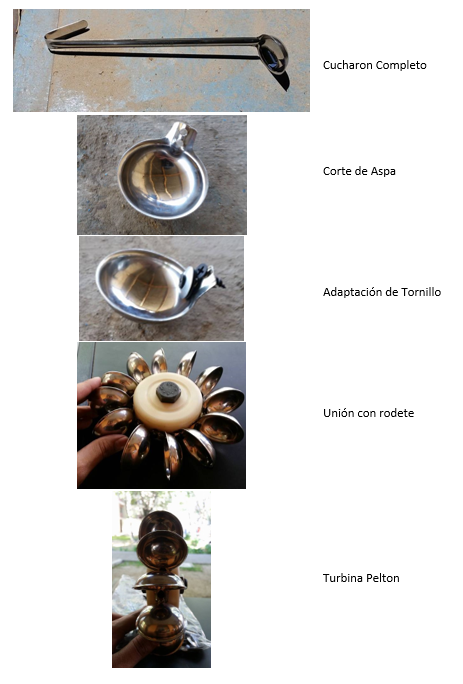 Cucharon Completo
Corte de Aspa
Adaptación de Tornillo
Unión con rodete
Turbina Pelton